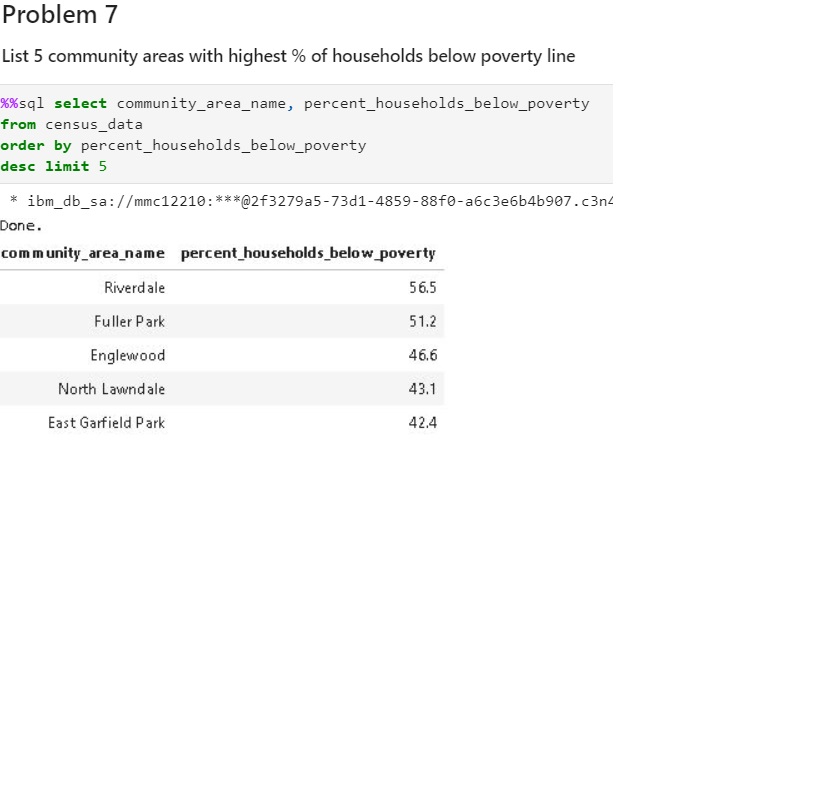 Problem 7
List 5 community areas with highest % of households below poverty line
%%sql select community_area_name, percent_households_below_poverty
from census_data
order by percent_households_below_poverty
desc limit 5
* ibm_db_sa://mmc12210:***@2f3279a5-73d1-4859-88f0-a6c3e6b4b907.c3n4
Done.
community_area_name percent_households_below_poverty
Riverdale 56.5
Fuller Park 51.2
Englewood 46.6
North Lawndale 43.1
East Garfield Park 42.4